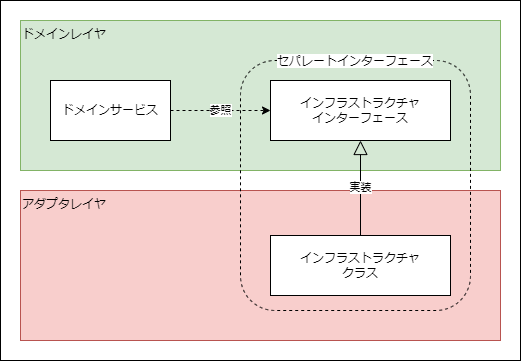 ドメインレイヤ
セパレートインターフェース
ドメインサービス
参照
インフラストラクチャ
インターフェース
実装
アダプタレイヤ
インフラストラクチャ
クラス